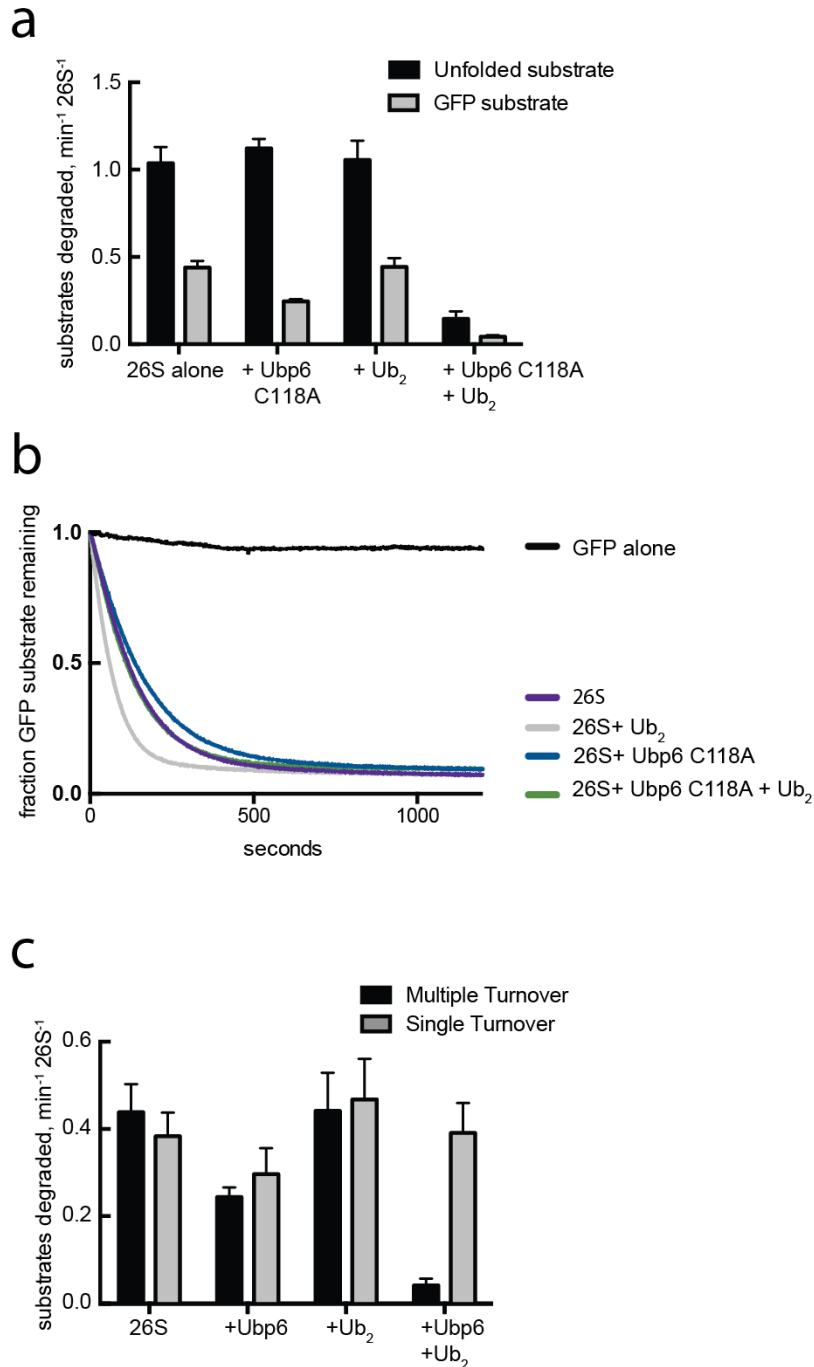 a
Unfolded substrate
GFP substrate
substrates degraded, min⁻¹ 26S⁻¹
1.5
1.0
0.5
0.0
26S alone
+ Ubp6 C118A
+ Ub₂
+ Ubp6 C118A + Ub₂
b
fraction GFP substrate remaining
1.0
0.5
0.0
0
500
1000
seconds
GFP alone
26S
26S+ Ub₂
26S+ Ubp6 C118A
26S+ Ubp6 C118A + Ub₂
c
Multiple Turnover
Single Turnover
substrates degraded, min⁻¹ 26S⁻¹
0.6
0.4
0.2
0.0
26S
+Ubp6
+Ub₂
+Ubp6
+Ub₂